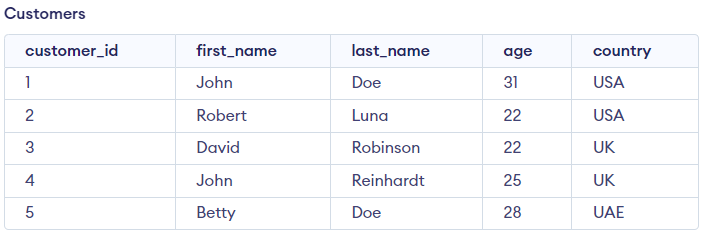 Customers
customer_id first_name last_name age country
1 John Doe 31 USA
2 Robert Luna 22 USA
3 David Robinson 22 UK
4 John Reinhardt 25 UK
5 Betty Doe 28 UAE